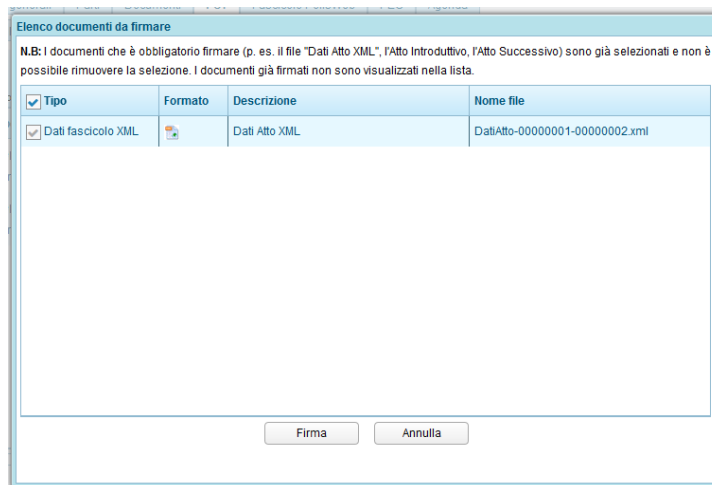 Elenco documenti da firmare
N.B: I documenti che è obbligatorio firmare (p. es. il file "Dati Atto XML", l'Atto Introduttivo, l'Atto Successivo) sono già selezionati e non è
possibile rimuovere la selezione. I documenti già firmati non sono visualizzati nella lista.
Tipo Formato Descrizione Nome file
Dati fascicolo XML Dati Atto XML DatiAtto-00000001-00000002.xml
Firma Annulla